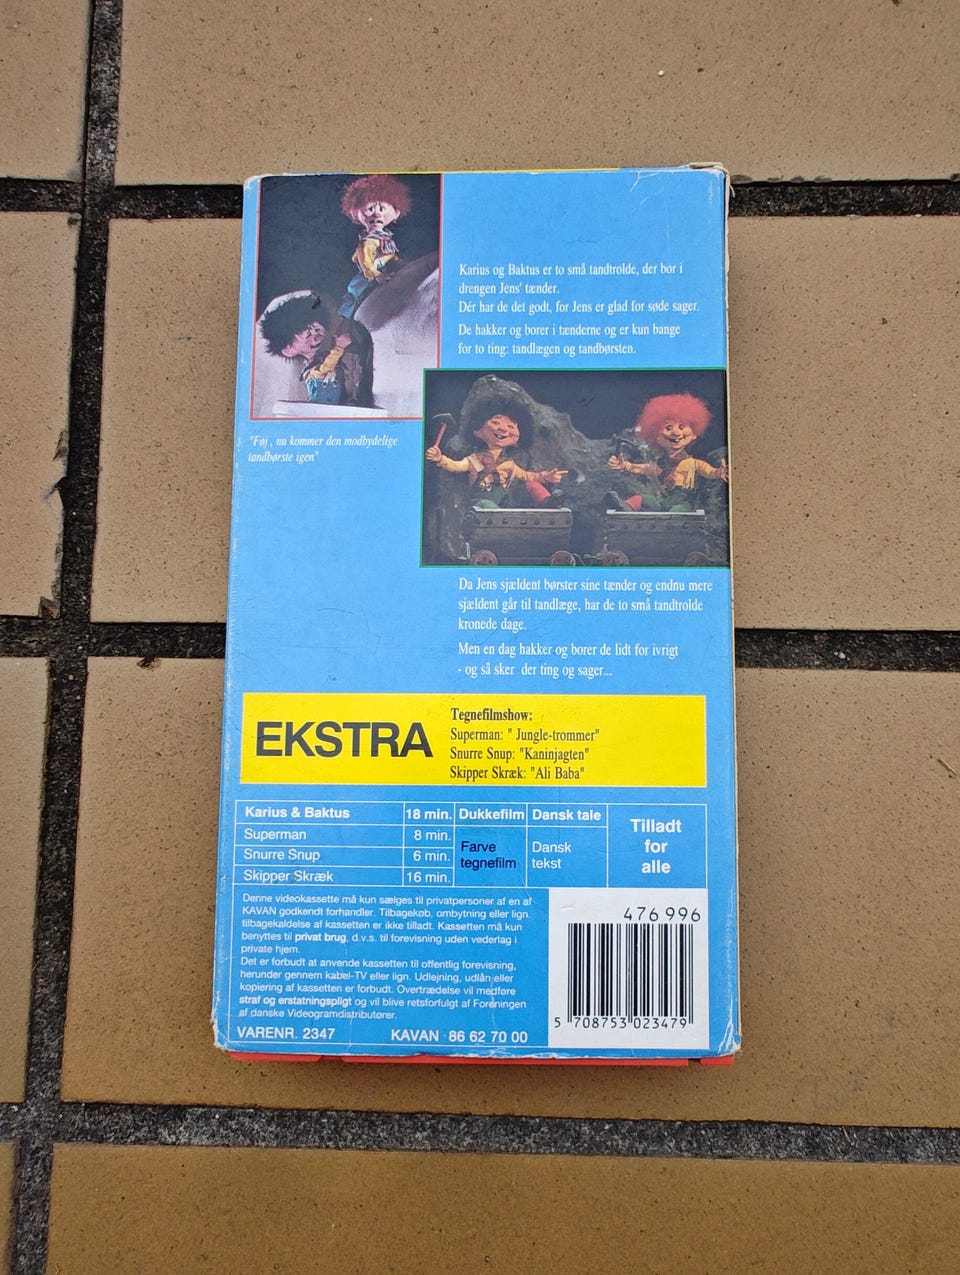 Karius og Baktus er to små tandtrolde, der bor i
drengen Jens' tænder.
Dér har de det godt, for Jens er glad for søde sager.
De hakker og borer i tænderne og er kun bange
for to ting: tandlægen og tandbørsten.
"Føj , nu kommer den modbydelige
tandbørste igen"
Da Jens sjældent børster sine tænder og endnu mere
sjældent går til tandlæge, har de to små tandtrolde
kronede dage.
Men en dag hakker og borer de lidt for ivrigt
- og så sker der ting og sager...
EKSTRA
Tegnefilmshow:
Superman: " Jungle-trommer"
Snurre Snup: "Kaninjagten"
Skipper Skræk: "Ali Baba"
Karius & Baktus 18 min. Dukkefilm Dansk tale
Superman 8 min.
Snurre Snup 6 min.
Skipper Skræk 16 min.
Farve
tegnefilm
Dansk
tekst
Tilladt
for
alle
Denne videokassette må kun sælges til privatpersoner af en af
KAVAN godkendt forhandler. Tilbagekøb, ombytning eller lign.
tilbagekaldelse af kassetten er ikke tilladt. Kassetten må kun
benyttes til privat brug, d.v.s. til forevisning uden vederlag i
private hjem.
Det er forbudt at anvende kassetten til offentlig forevisning,
herunder gennem kabel-TV eller lign. Udlejning, udlån eller
kopiering af kassetten er forbudt. Overtrædelse vil medføre
straf og erstatningspligt og vil blive retsforfulgt af Foreningen
af danske Videogramdistributører.
VARENR. 2347 KAVAN · 86 62 70 00
476 996
5 708753 023479